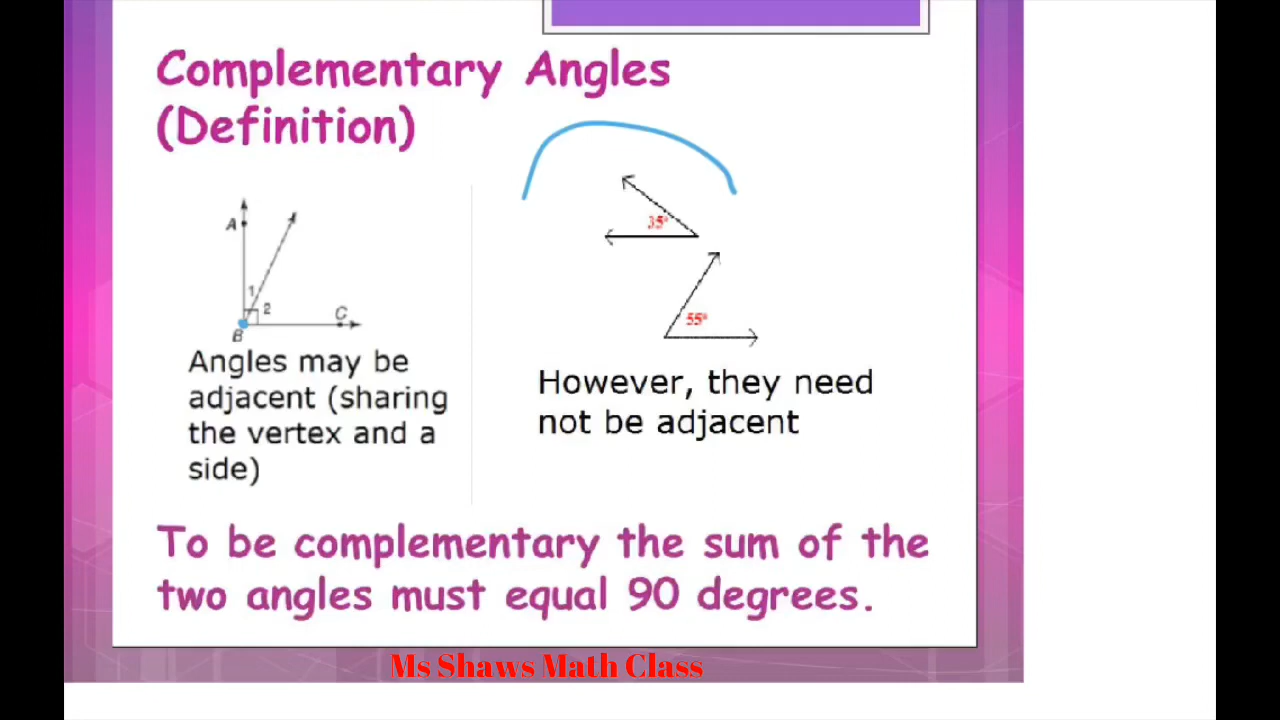 Complementary Angles
(Definition)
A
1
2
C
B
35°
55°
Angles may be
adjacent (sharing
the vertex and a
side)
However, they need
not be adjacent
To be complementary the sum of the
two angles must equal 90 degrees.
Ms Shaws Math Class